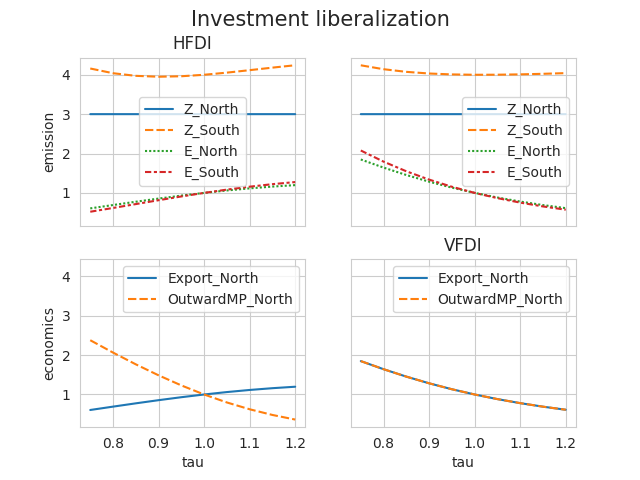 Investment liberalization
HFDI
emission
4
3
2
1
Z_North
Z_South
E_North
E_South
Z_North
Z_South
E_North
E_South
VFDI
economics
4
3
2
1
Export_North
OutwardMP_North
Export_North
OutwardMP_North
0.8 0.9 1.0 1.1 1.2
0.8 0.9 1.0 1.1 1.2
tau
tau